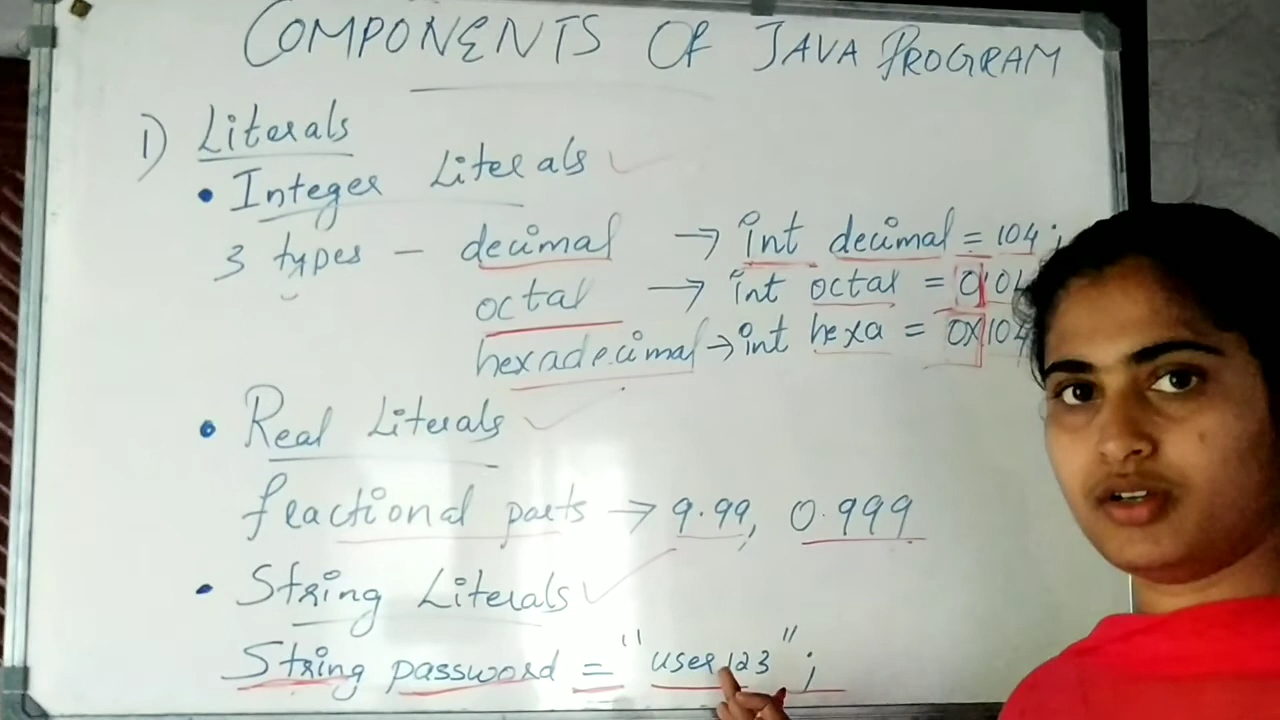 COMPONENTS OF JAVA PROGRAM
1) Literals
• Integer Literals ✓
3 types — decimal → int decimal = 104;
octal → int octal = 0104
hexadecimal → int hexa = 0X104
• Real Literals ✓
fractional parts → 9.99, 0.999
• String Literals ✓
String password = "user123";